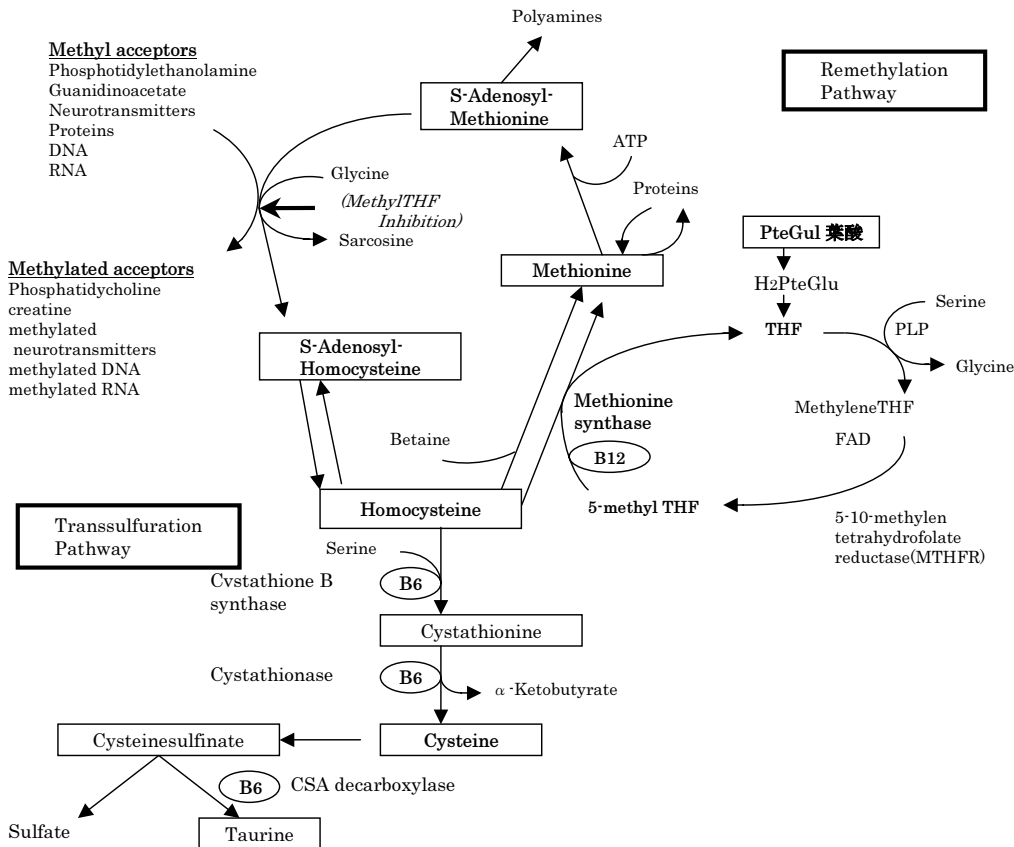 Polyamines
Methyl acceptors
Phosphotidylethanolamine
Guanidinoacetate
Neurotransmitters
Proteins
DNA
RNA
S-Adenosyl-
Methionine
Remethylation
Pathway
ATP
Glycine
(MethylTHF
Inhibition)
Sarcosine
Proteins
PteGul 葉酸
Methylated acceptors
Phosphatidycholine
creatine
methylated
neurotransmitters
methylated DNA
methylated RNA
Methionine
H2PteGlu
Serine
THF
PLP
Glycine
S-Adenosyl-
Homocysteine
Methionine
synthase
B12
MethyleneTHF
FAD
Betaine
Homocysteine
5-methyl THF
5-10-methylen
tetrahydrofolate
reductase(MTHFR)
Transsulfuration
Pathway
Serine
Cvstathione B
synthase
B6
Cystathionine
Cystathionase
B6
α-Ketobutyrate
Cysteinesulfinate
Cysteine
B6
CSA decarboxylase
Sulfate
Taurine